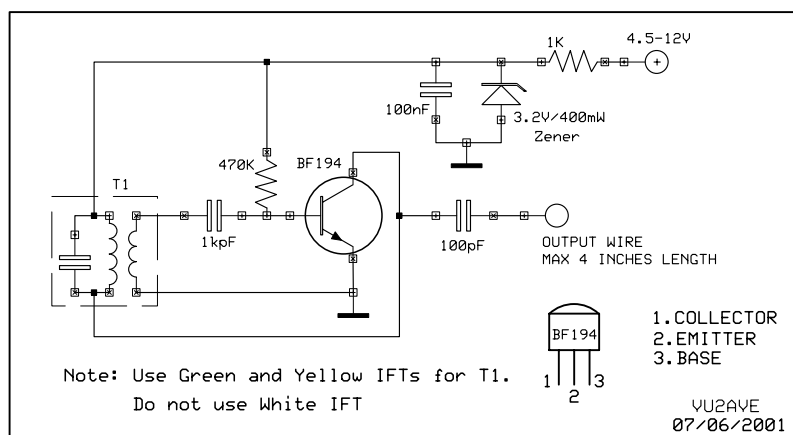 1K
4.5-12V
100nF
3.2V/400mW
Zener
470K
BF194
T1
1kpF
100pF
OUTPUT WIRE
MAX 4 INCHES LENGTH
BF194
1
2
3
1.COLLECTOR
2.EMITTER
3.BASE
Note: Use Green and Yellow IFTs for T1.
Do not use White IFT
VU2AVE
07/06/2001